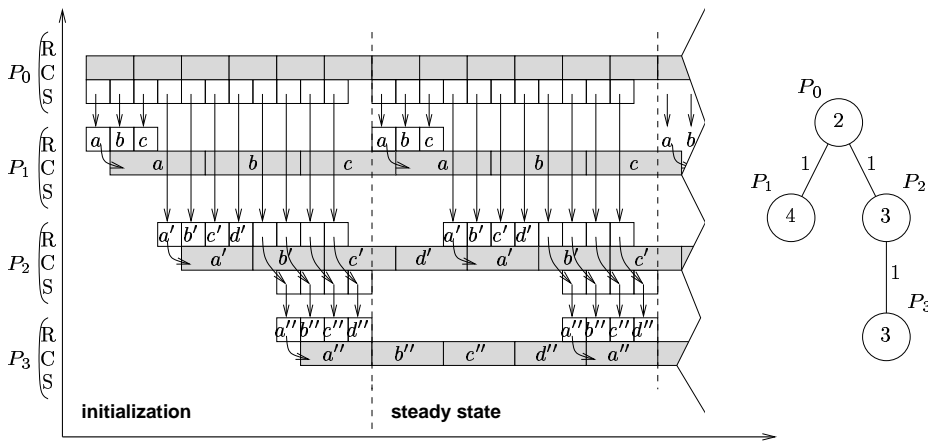 P0 R C S
a b c a b c a b
P1 R C S a b c a b c
a' b' c' d' a' b' c' d'
P2 R C S a' b' c' d' a' b' c'
a'' b'' c'' d'' a'' b'' c'' d''
P3 R C S a'' b'' c'' d'' a''
initialization steady state
P0
2
1 1
P1 P2
4 3
1
P3
3